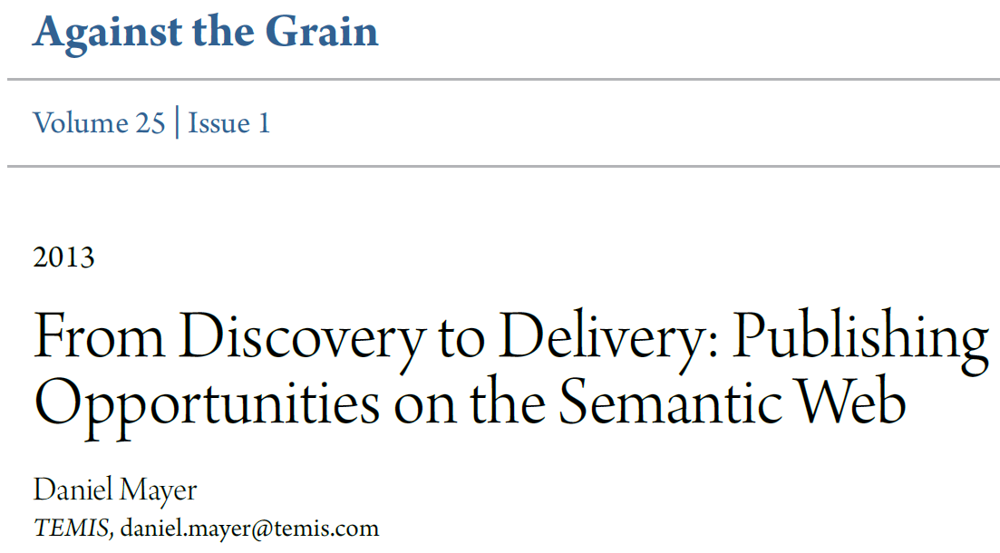 Against the Grain
Volume 25 | Issue 1
2013
From Discovery to Delivery: Publishing
Opportunities on the Semantic Web
Daniel Mayer
TEMIS, daniel.mayer@temis.com